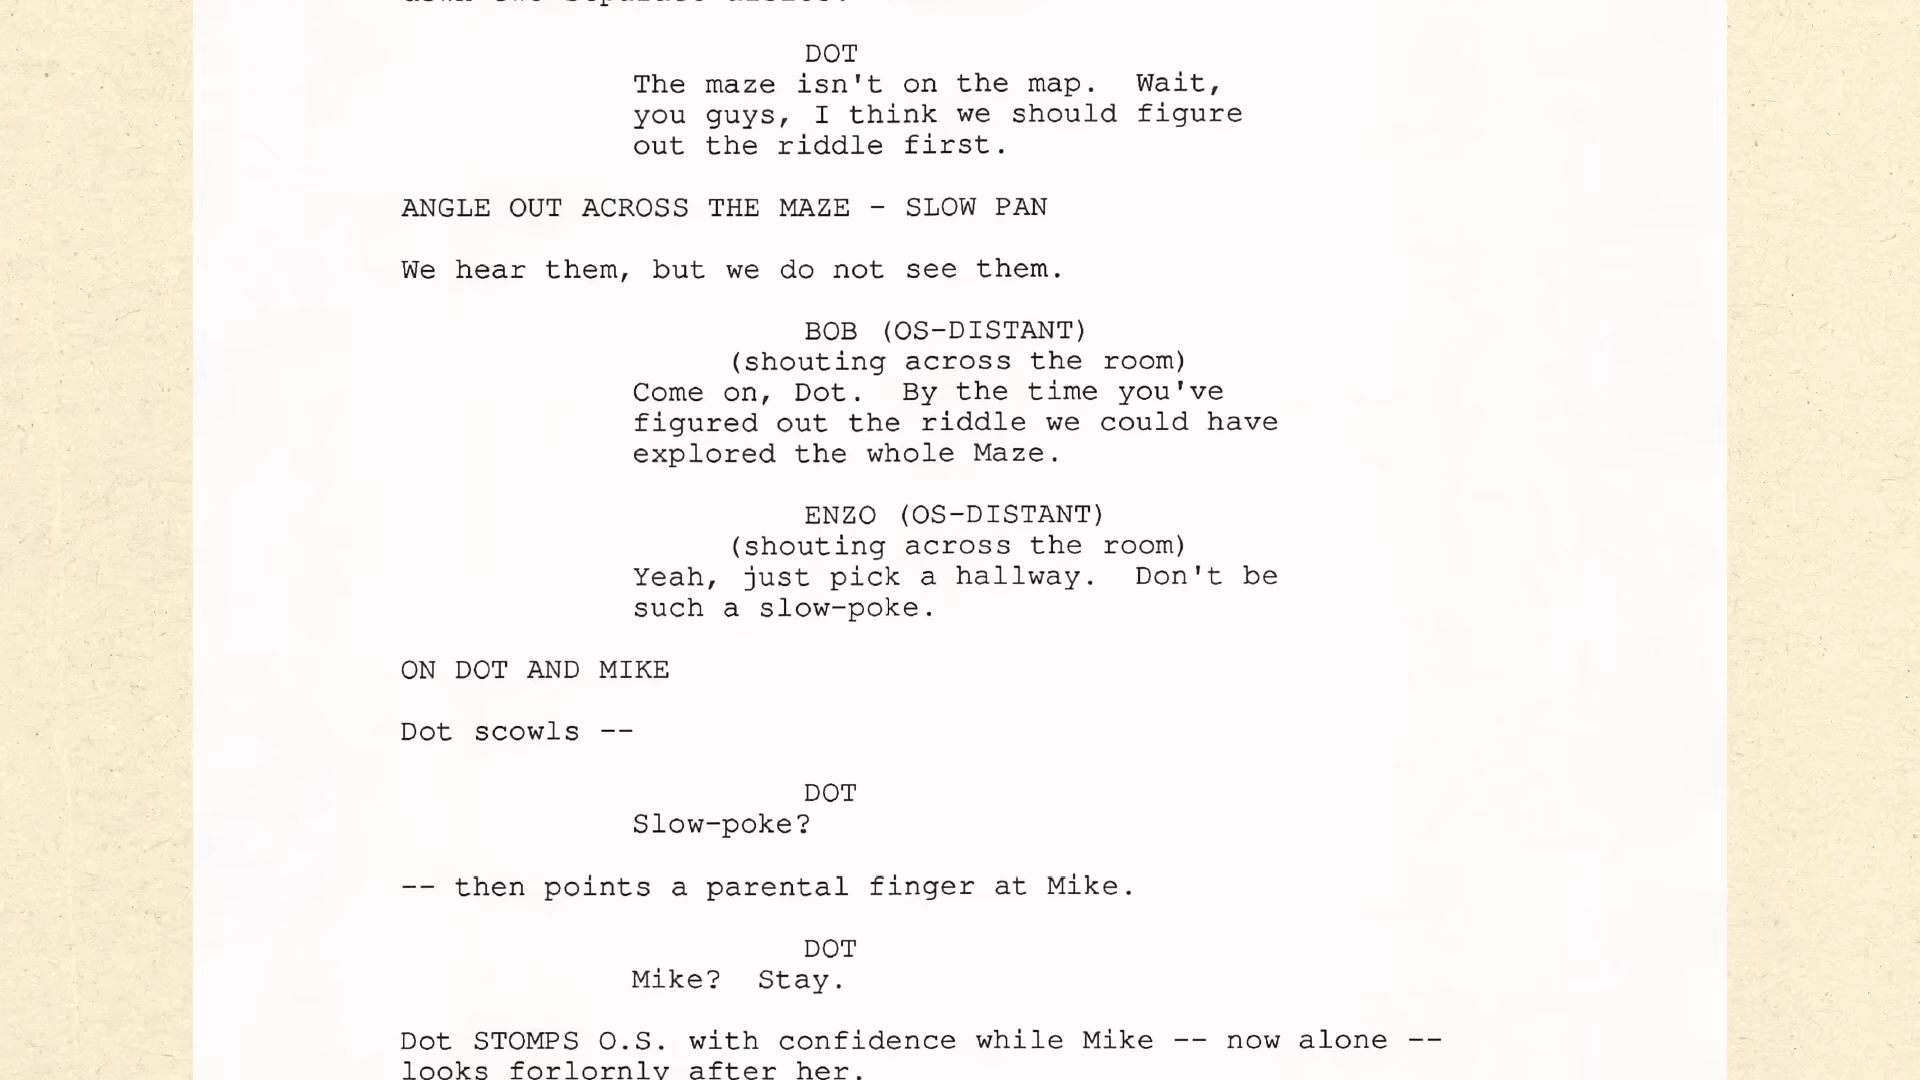 DOT
The maze isn't on the map.  Wait,
you guys, I think we should figure
out the riddle first.
ANGLE OUT ACROSS THE MAZE - SLOW PAN
We hear them, but we do not see them.
BOB (OS-DISTANT)
(shouting across the room)
Come on, Dot.  By the time you've
figured out the riddle we could have
explored the whole Maze.
ENZO (OS-DISTANT)
(shouting across the room)
Yeah, just pick a hallway.  Don't be
such a slow-poke.
ON DOT AND MIKE
Dot scowls --
DOT
Slow-poke?
-- then points a parental finger at Mike.
DOT
Mike?  Stay.
Dot STOMPS O.S. with confidence while Mike -- now alone --
looks forlornly after her.